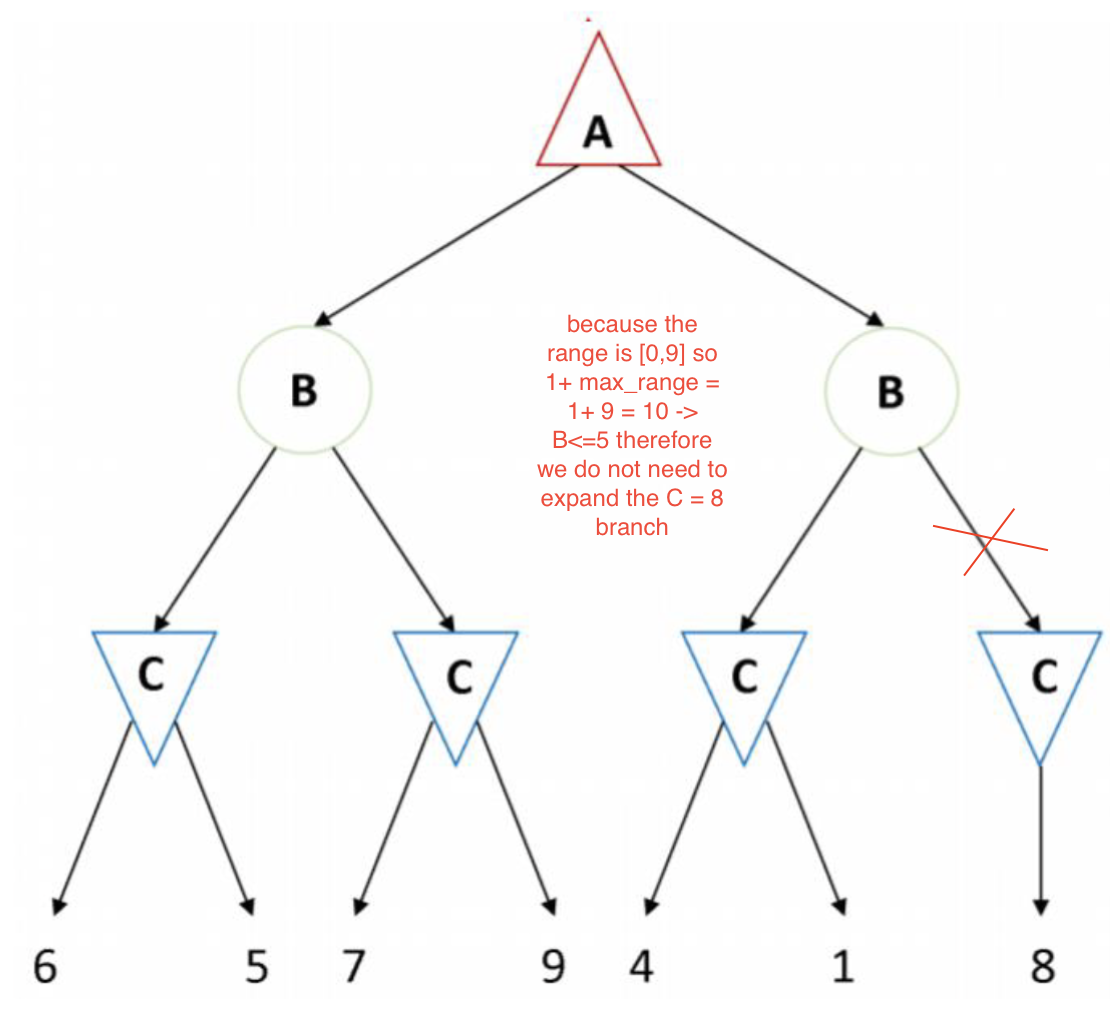 A
B
B
because the
range is [0,9] so
1+ max_range =
1+ 9 = 10 ->
B<=5 therefore
we do not need to
expand the C = 8
branch
C
C
C
C
6 5 7 9 4 1 8